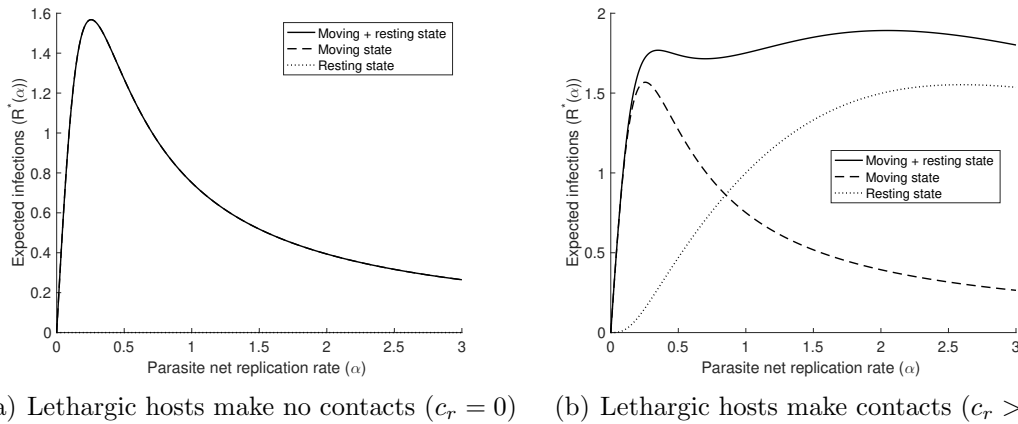 1.6
1.4
1.2
1
0.8
0.6
0.4
0.2
0
Expected infections (R*(α))
Moving + resting state
Moving state
Resting state
0 0.5 1 1.5 2 2.5 3
Parasite net replication rate (α)
2
1.5
1
0.5
0
Expected infections (R*(α))
Moving + resting state
Moving state
Resting state
0 0.5 1 1.5 2 2.5 3
Parasite net replication rate (α)
) Lethargic hosts make no contacts (c_r = 0)
(b) Lethargic hosts make contacts (c_r >